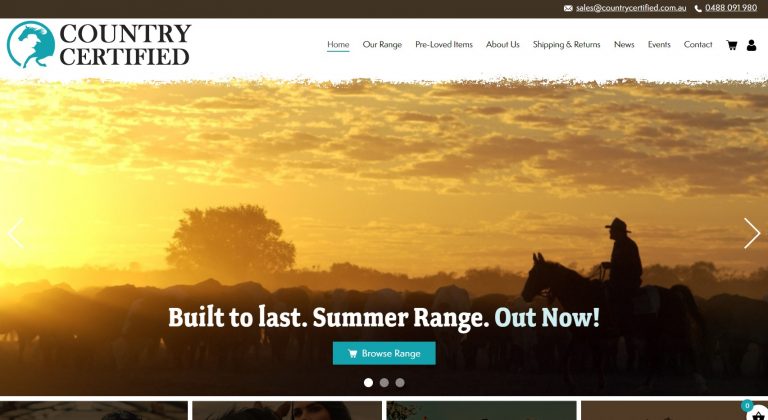 sales@countrycertified.com.au 0488 091 980
COUNTRY
CERTIFIED
Home Our Range Pre-Loved Items About Us Shipping & Returns News Events Contact
Built to last. Summer Range. Out Now!
Browse Range
0